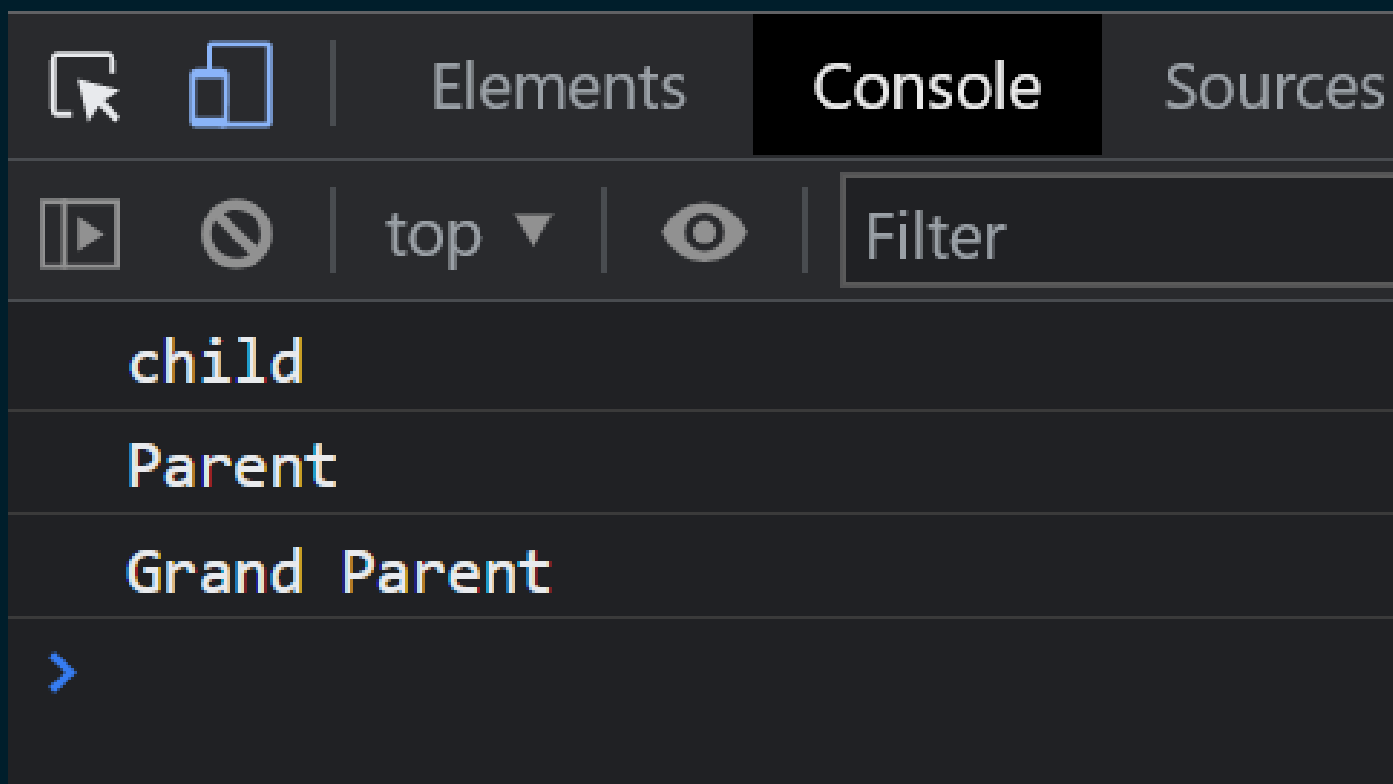 Elements Console Sources
top Filter
child
Parent
Grand Parent